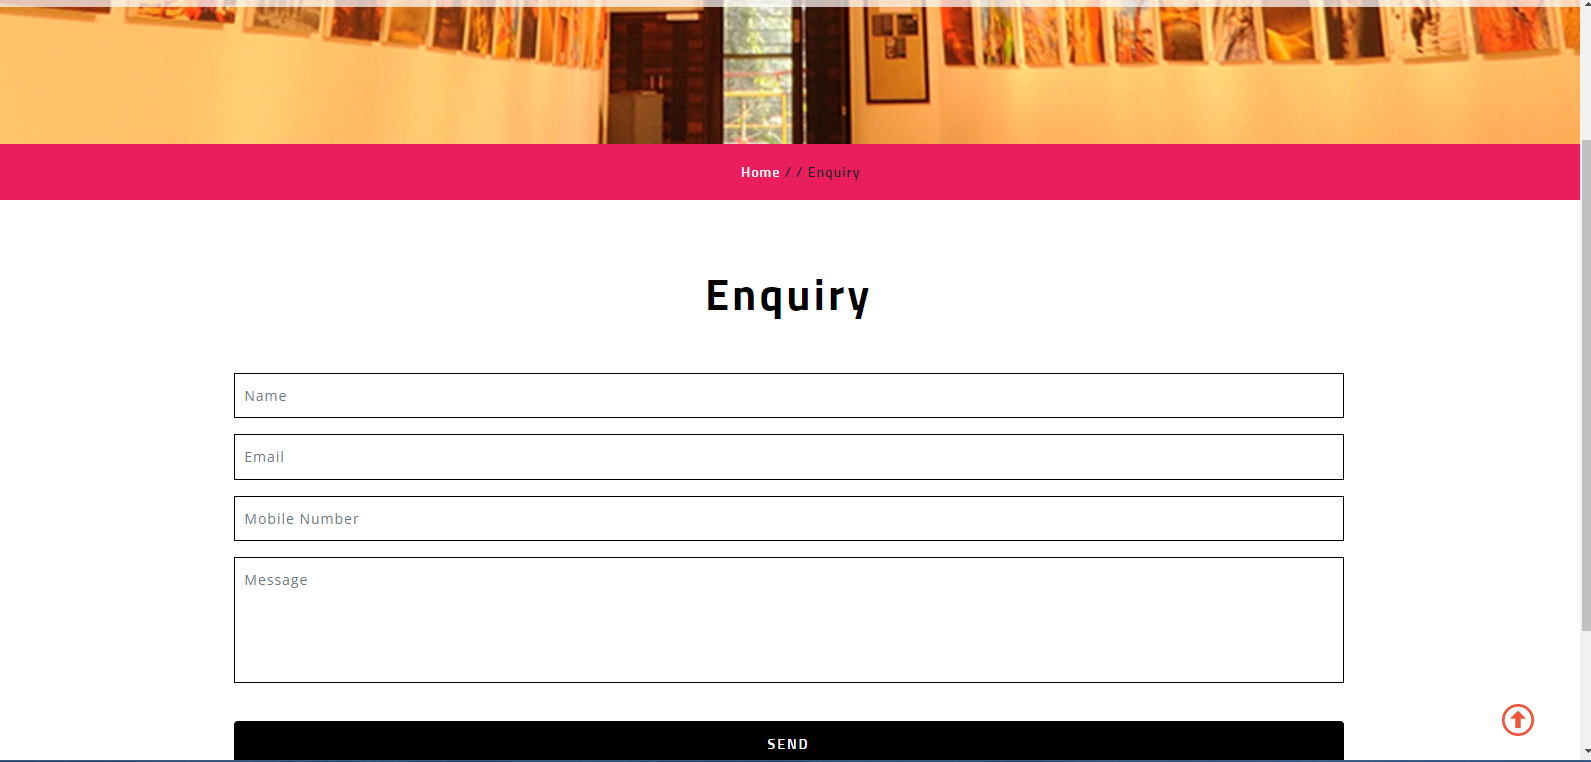 Home / / Enquiry
Enquiry
Name
Email
Mobile Number
Message
SEND